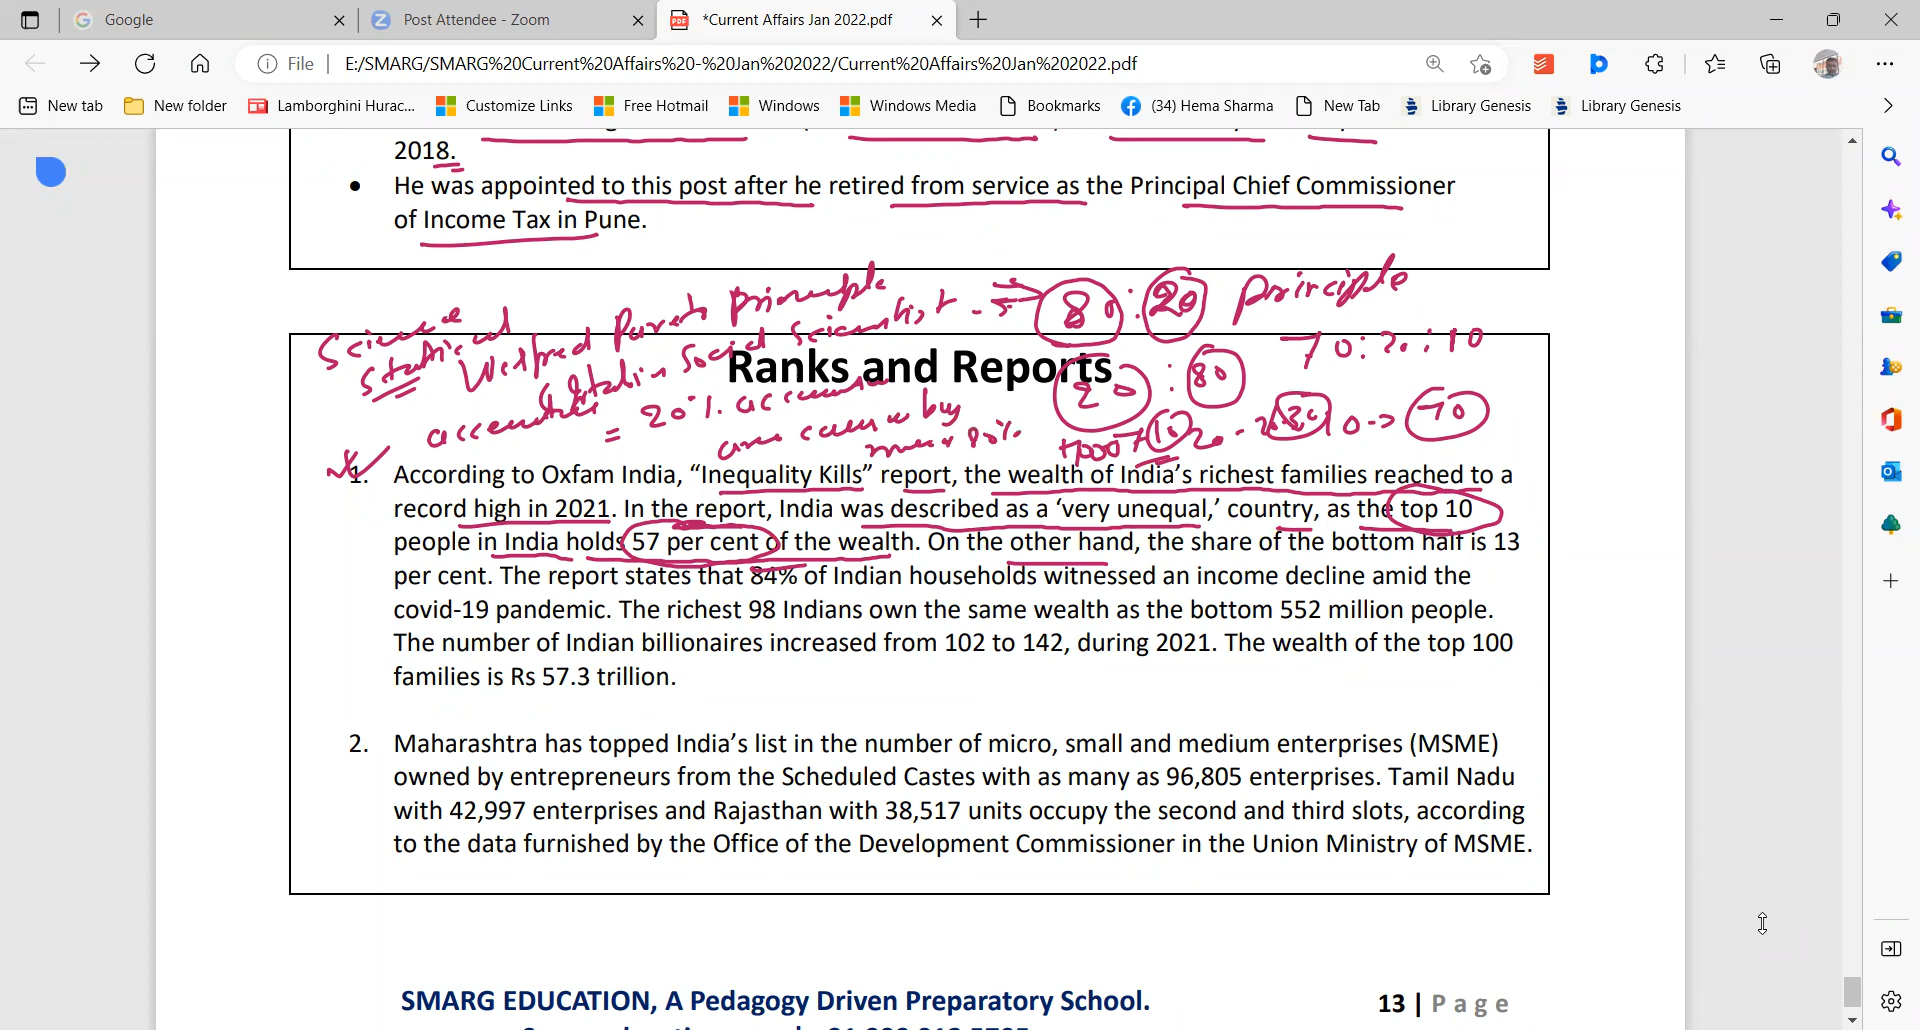 Google
Post Attendee - Zoom
*Current Affairs Jan 2022.pdf
File
E:/SMARG/SMARG%20Current%20Affairs%20-%20Jan%202022/Current%20Affairs%20Jan%202022.pdf
New tab
New folder
Lamborghini Hurac...
Customize Links
Free Hotmail
Windows
Windows Media
Bookmarks
(34) Hema Sharma
New Tab
Library Genesis
Library Genesis
2018.
• He was appointed to this post after he retired from service as the Principal Chief Commissioner
of Income Tax in Pune.
80:20 Principle
70:20:10
20:80
Ranks and Reports
= 20%
1. According to Oxfam India, “Inequality Kills” report, the wealth of India’s richest families reached to a
record high in 2021. In the report, India was described as a ‘very unequal,’ country, as the top 10
people in India holds 57 per cent of the wealth. On the other hand, the share of the bottom half is 13
per cent. The report states that 84% of Indian households witnessed an income decline amid the
covid-19 pandemic. The richest 98 Indians own the same wealth as the bottom 552 million people.
The number of Indian billionaires increased from 102 to 142, during 2021. The wealth of the top 100
families is Rs 57.3 trillion.
2. Maharashtra has topped India’s list in the number of micro, small and medium enterprises (MSME)
owned by entrepreneurs from the Scheduled Castes with as many as 96,805 enterprises. Tamil Nadu
with 42,997 enterprises and Rajasthan with 38,517 units occupy the second and third slots, according
to the data furnished by the Office of the Development Commissioner in the Union Ministry of MSME.
SMARG EDUCATION, A Pedagogy Driven Preparatory School.
13 | Page